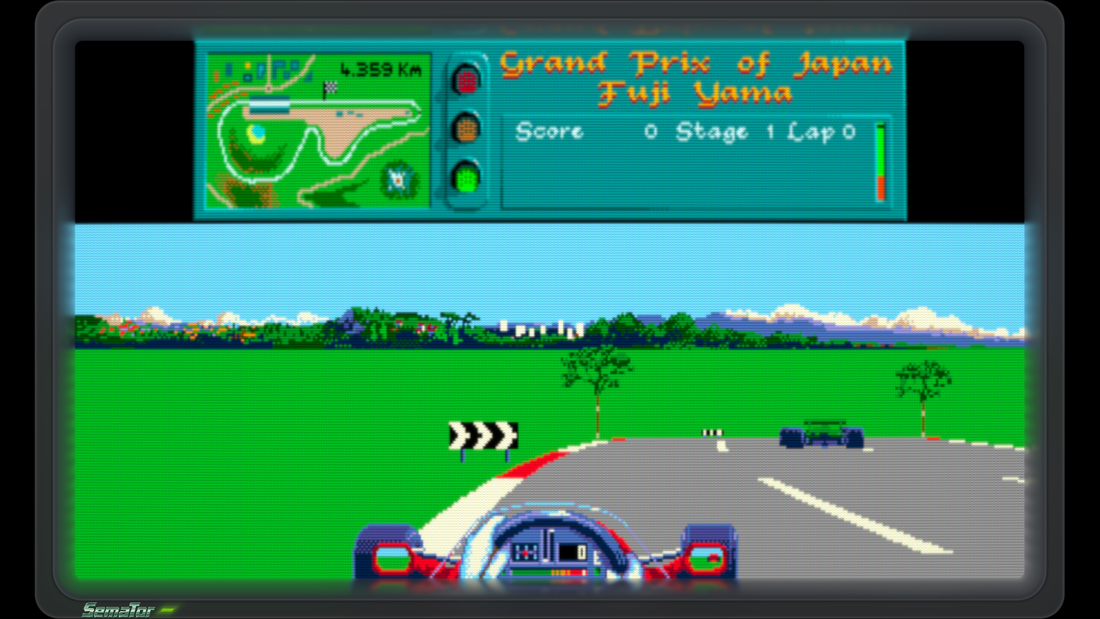 4.359 Km
Grand Prix of Japan
Fuji Yama
Score 0 Stage 1 Lap 0
SemaTor